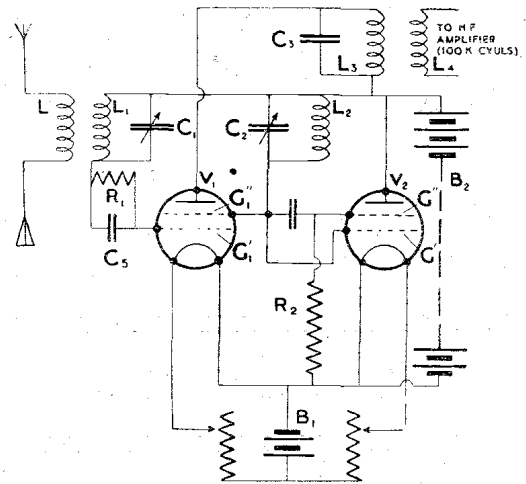 C₃
L₃
L₄
TO H F
AMPLIFIER
(100 K CYULS)
L
L₁
C₁
C₂
L₂
B₂
R₁
V₁
V₂
G₁"
G"
C₅
G₁'
G'
R₂
B₁